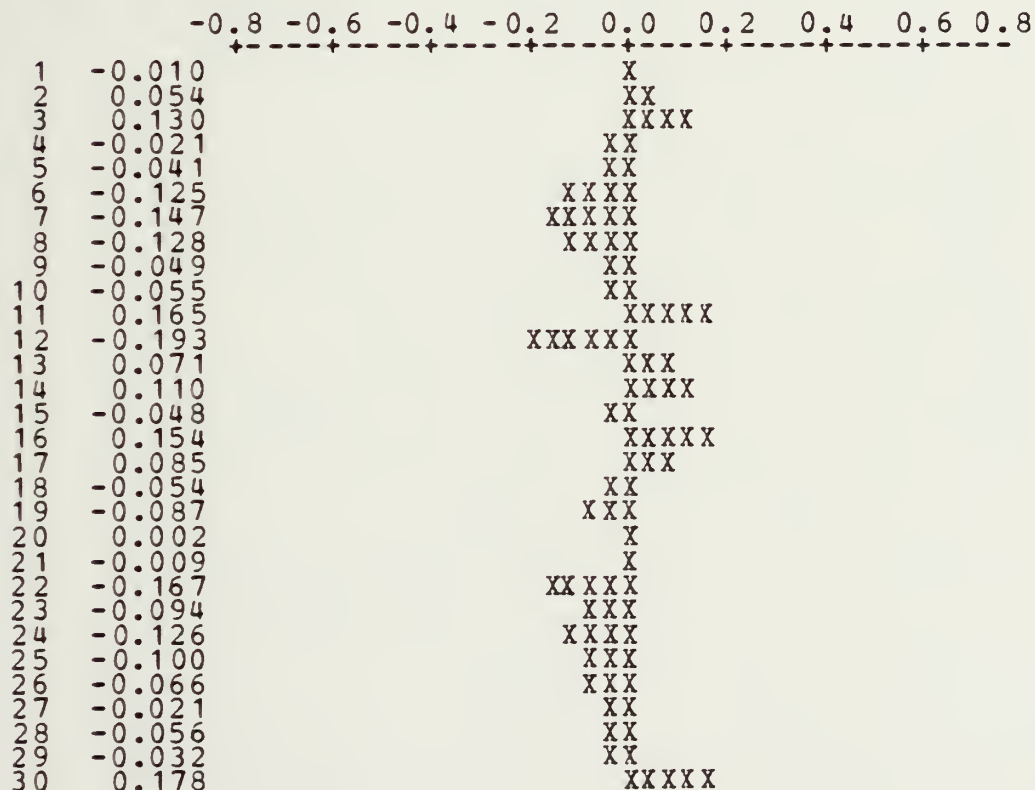 -0.8 -0.6 -0.4 -0.2 0.0 0.2 0.4 0.6 0.8
+----+----+----+----+----+----+----+----+
1 -0.010 X
2 0.054 XX
3 0.130 XXXX
4 -0.021 XX
5 -0.041 XX
6 -0.125 XXXX
7 -0.147 XXXXX
8 -0.128 XXXX
9 -0.049 XX
10 -0.055 XX
11 0.165 XXXXX
12 -0.193 XXXXXX
13 0.071 XXX
14 0.110 XXXX
15 -0.048 XX
16 0.154 XXXXX
17 0.085 XXX
18 -0.054 XX
19 -0.087 XXX
20 0.002 X
21 -0.009 X
22 -0.167 XXXXX
23 -0.094 XXX
24 -0.126 XXXX
25 -0.100 XXX
26 -0.066 XXX
27 -0.021 XX
28 -0.056 XX
29 -0.032 XX
30 0.178 XXXXX